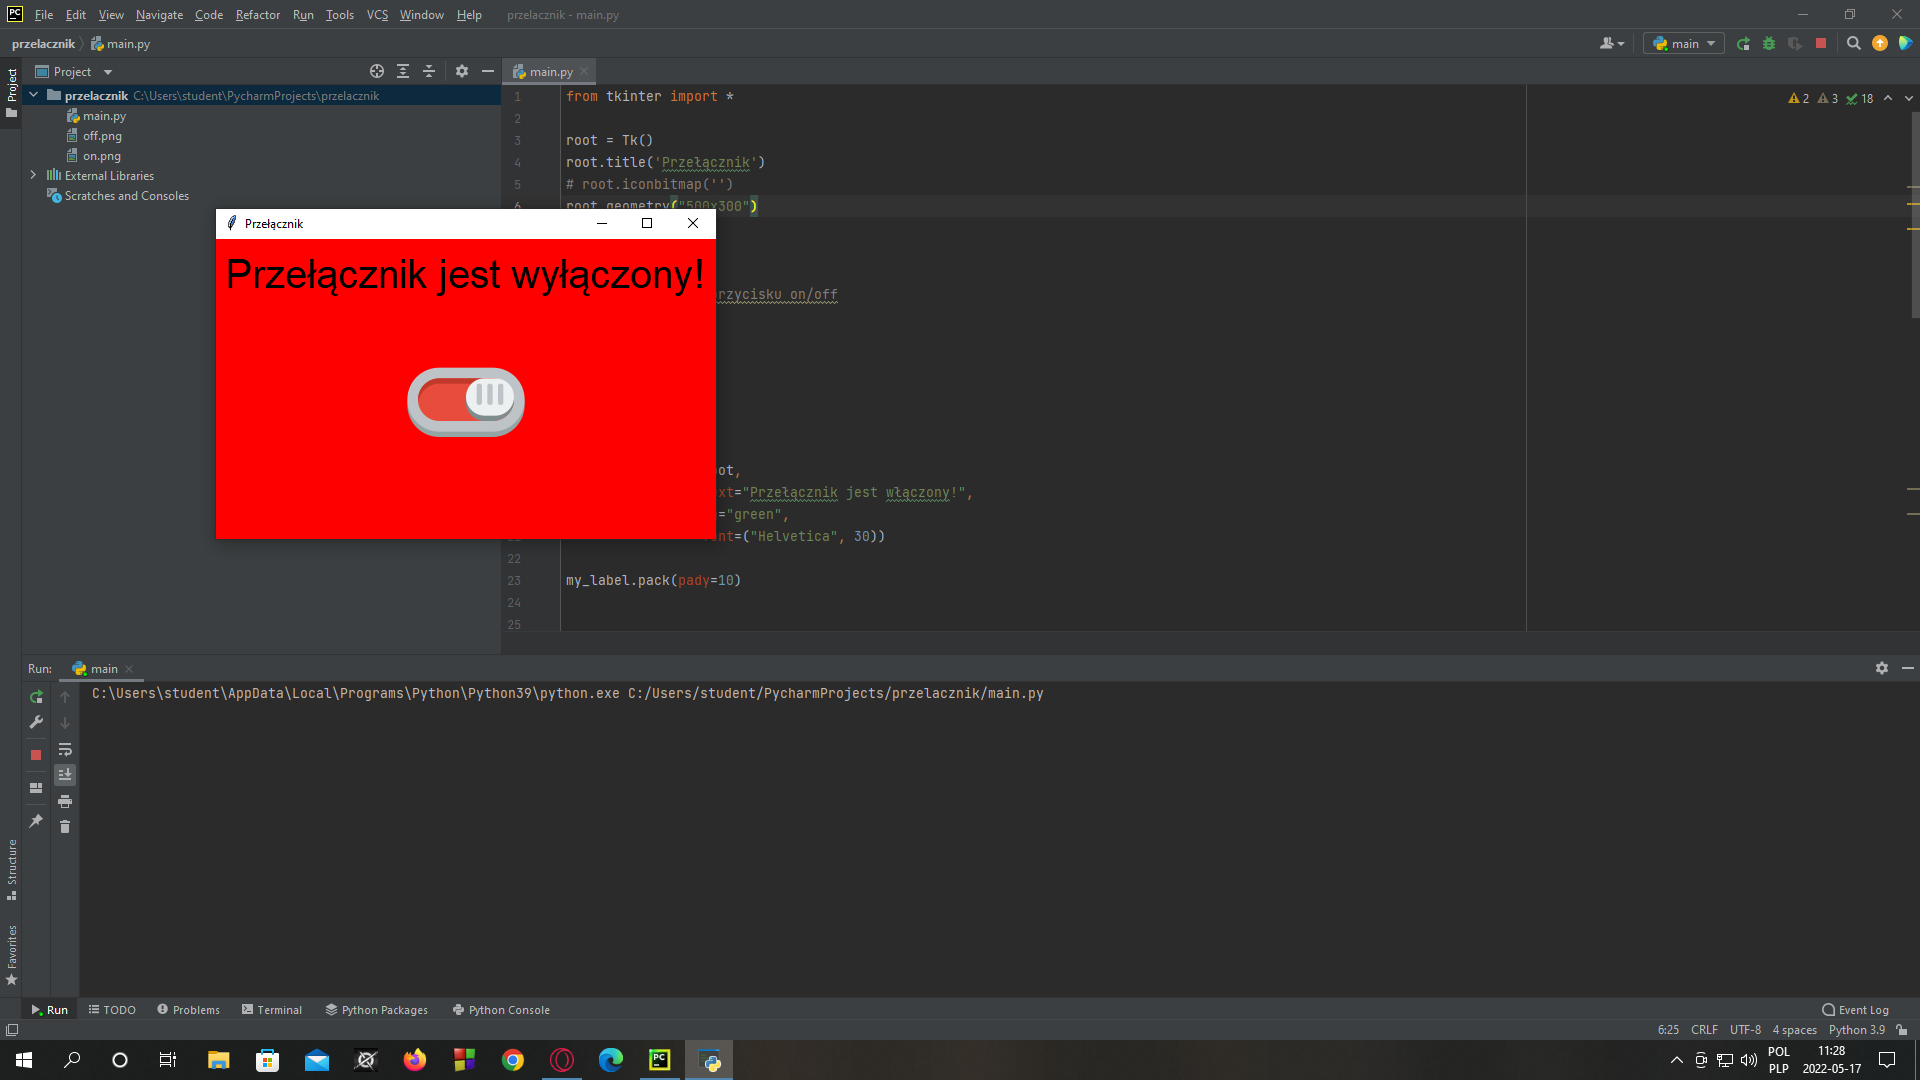 PC File Edit View Navigate Code Refactor Run Tools VCS Window Help przelacznik - main.py
przelacznik main.py main
Project
Project
main.py
przelacznik C:\Users\student\PycharmProjects\przelacznik
main.py
off.png
on.png
External Libraries
Scratches and Consoles
2 3 18
1 from tkinter import *
2
3 root = Tk()
4 root.title('Przełącznik')
5 # root.iconbitmap('')
6 root.geometry("500x300")
rzycisku on/off
ot,
xt="Przełącznik jest włączony!",
="green",
nt=("Helvetica", 30))
22
23 my_label.pack(pady=10)
24
25
Przełącznik
Przełącznik jest wyłączony!
Run: main
C:\Users\student\AppData\Local\Programs\Python\Python39\python.exe C:/Users/student/PycharmProjects/przelacznik/main.py
Structure
Favorites
Run TODO Problems Terminal Python Packages Python Console Event Log
6:25 CRLF UTF-8 4 spaces Python 3.9
PC
POL
PLP
11:28
2022-05-17